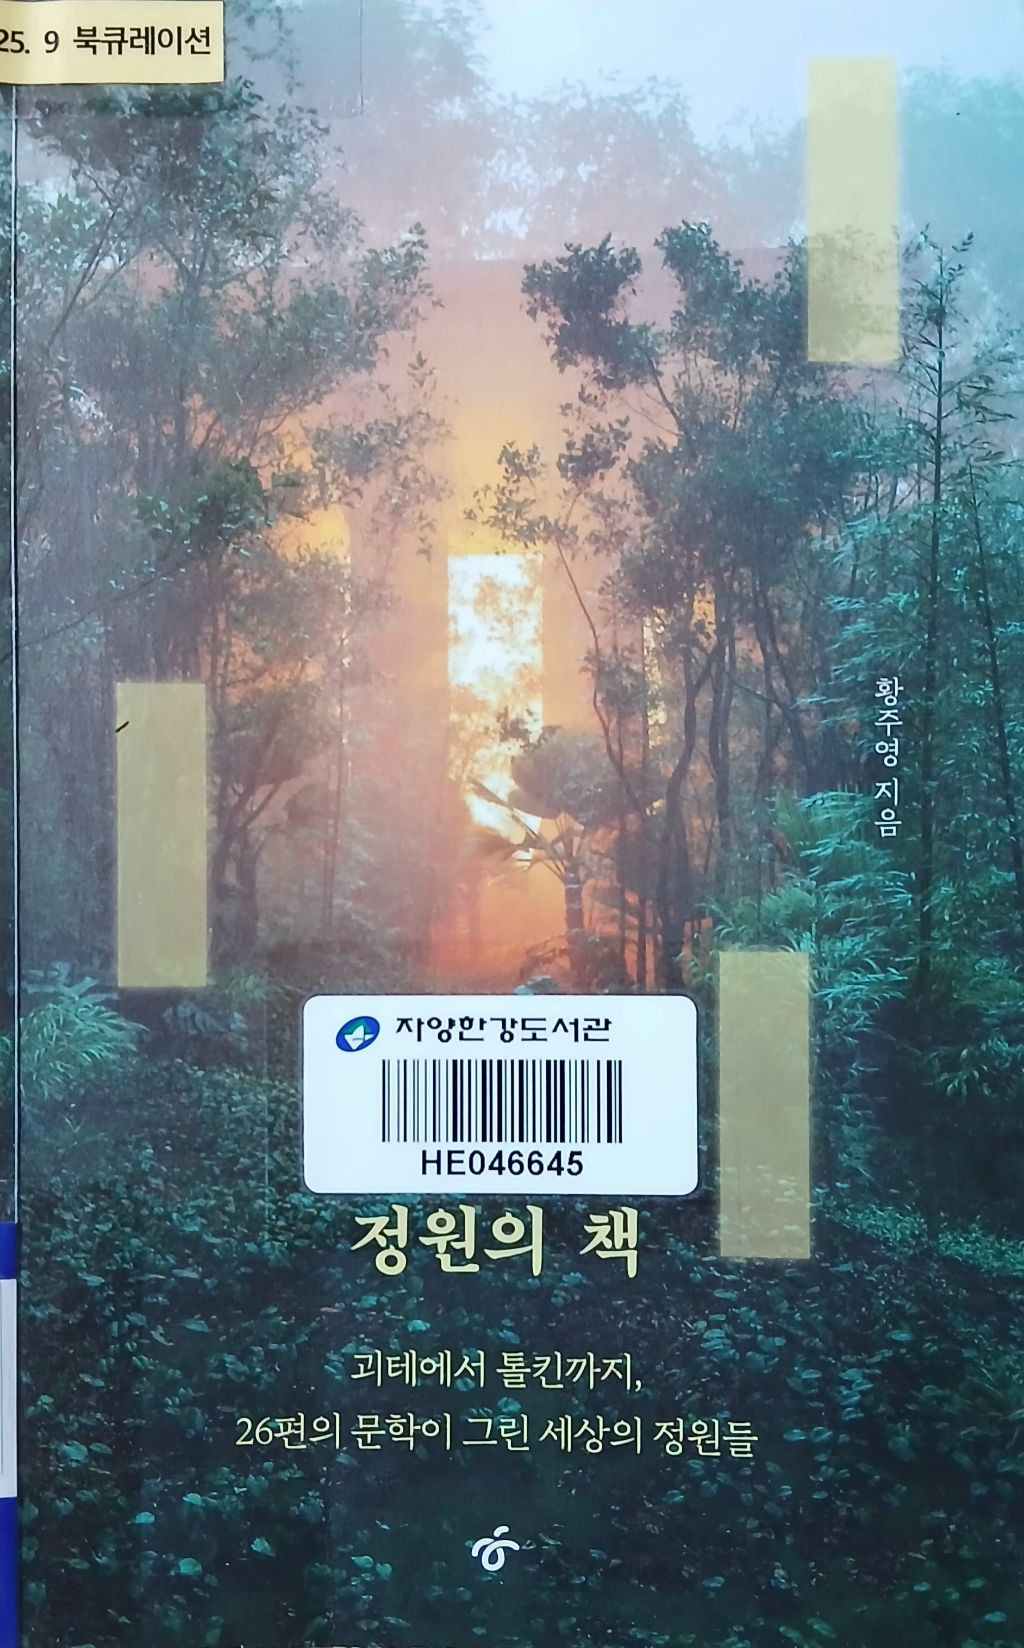 25. 9 북큐레이션
황주영 지음
자양한강도서관
HE046645
정원의 책
괴테에서 톨킨까지,
26편의 문학이 그린 세상의 정원들